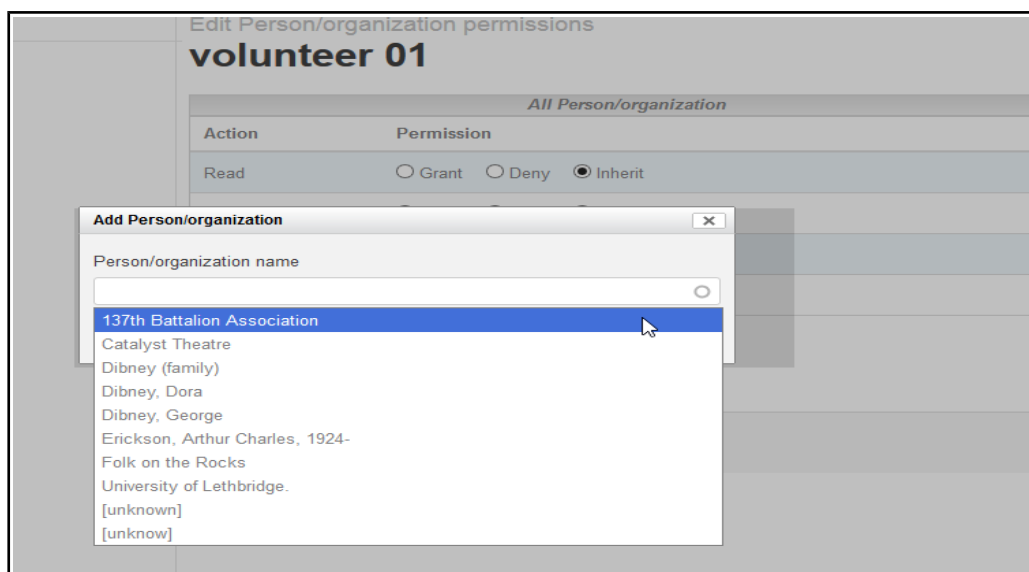 Edit Person/organization permissions
volunteer 01
All Person/organization
Action Permission
Read Grant Deny Inherit
Add Person/organization
Person/organization name
137th Battalion Association
Catalyst Theatre
Dibney (family)
Dibney, Dora
Dibney, George
Erickson, Arthur Charles, 1924-
Folk on the Rocks
University of Lethbridge.
[unknown]
[unknow]